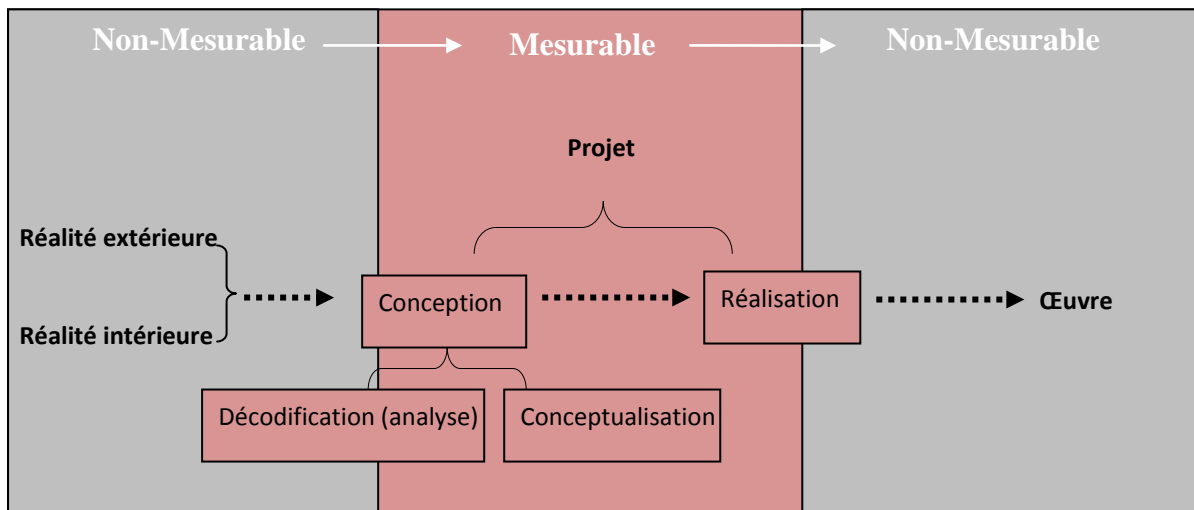 Non-Mesurable Mesurable Non-Mesurable
Projet
Réalité extérieure
Conception Réalisation Œuvre
Réalité intérieure
Décodification (analyse) Conceptualisation